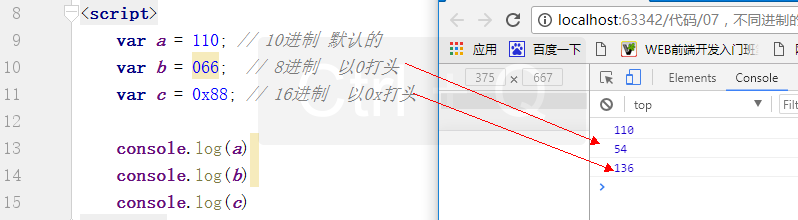 8 <script>
9 var a = 110; // 10进制 默认的
10 var b = 066; // 8进制 以0打头
11 var c = 0x88; // 16进制 以0x打头
12
13 console.log(a)
14 console.log(b)
15 console.log(c)
Ctrl + Q
localhost:63342/代码/07，不同进制的
应用 百度一下 WEB前端开发入门班
375 × 667 Elements Console
top ▼ Filt
110
54
136
>